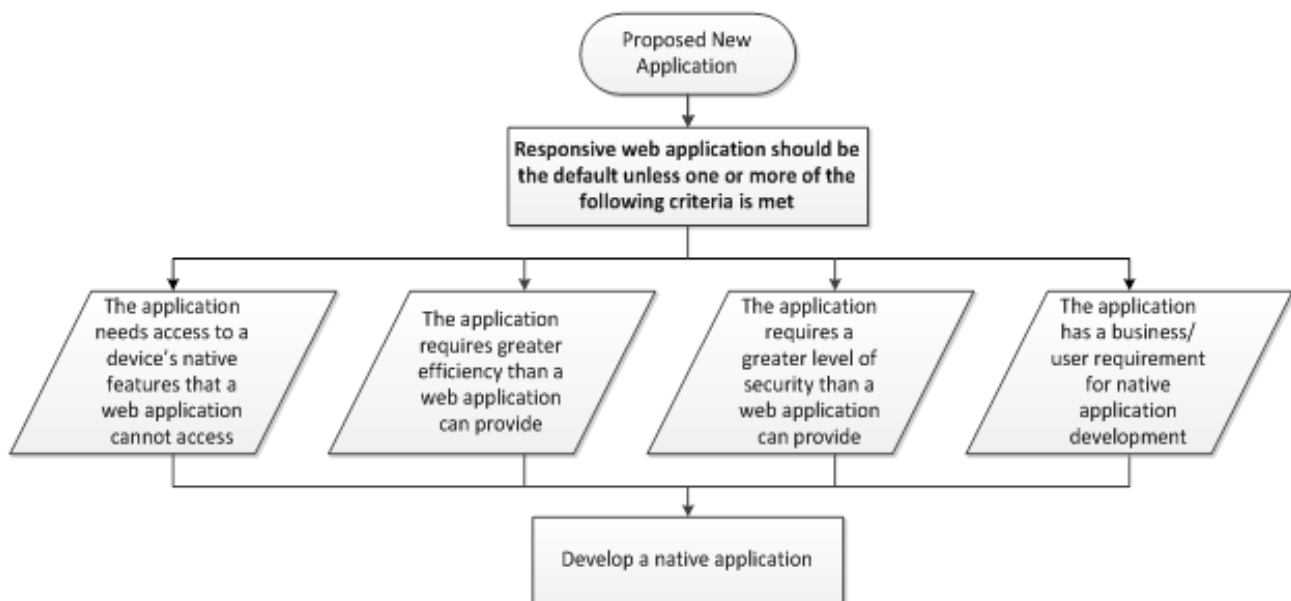 Proposed New
Application
Responsive web application should be
the default unless one or more of the
following criteria is met
The application
needs access to a
device's native
features that a
web application
cannot access
The application
requires greater
efficiency than a
web application
can provide
The application
requires a
greater level of
security than a
web application
can provide
The application
has a business/
user requirement
for native
application
development
Develop a native application